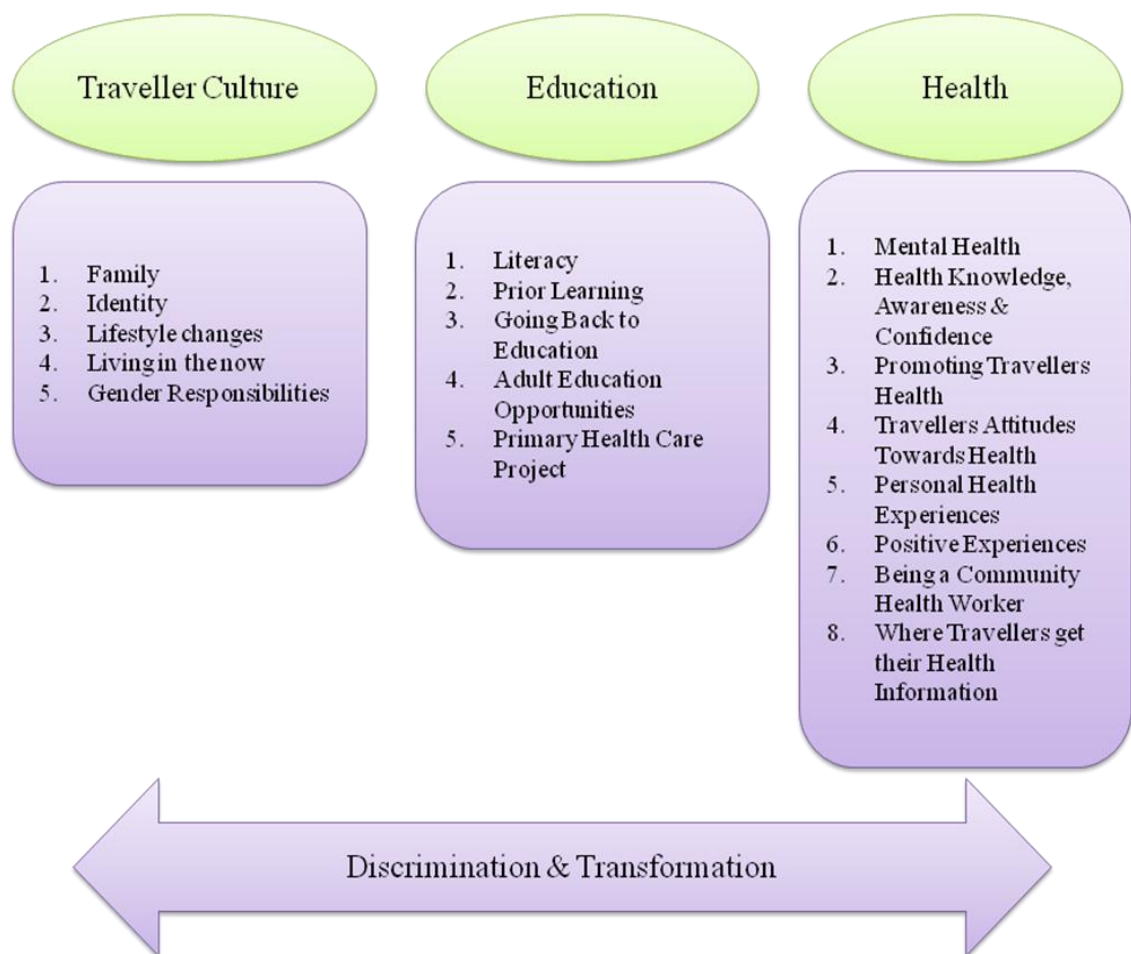 Traveller Culture
1. Family
2. Identity
3. Lifestyle changes
4. Living in the now
5. Gender Responsibilities
Education
1. Literacy
2. Prior Learning
3. Going Back to
Education
4. Adult Education
Opportunities
5. Primary Health Care
Project
Health
1. Mental Health
2. Health Knowledge,
Awareness &
Confidence
3. Promoting Travellers
Health
4. Travellers Attitudes
Towards Health
5. Personal Health
Experiences
6. Positive Experiences
7. Being a Community
Health Worker
8. Where Travellers get
their Health
Information
Discrimination & Transformation